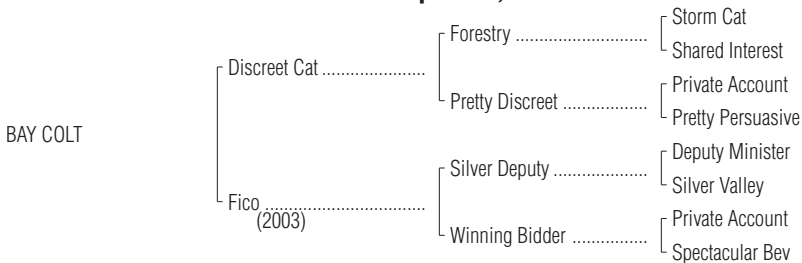 Forestry ............................
Storm Cat
Shared Interest
Discreet Cat ......................
Pretty Discreet ..................
Private Account
Pretty Persuasive
BAY COLT
Silver Deputy ....................
Deputy Minister
Silver Valley
Fico ..................................
(2003)
Winning Bidder ................
Private Account
Spectacular Bev